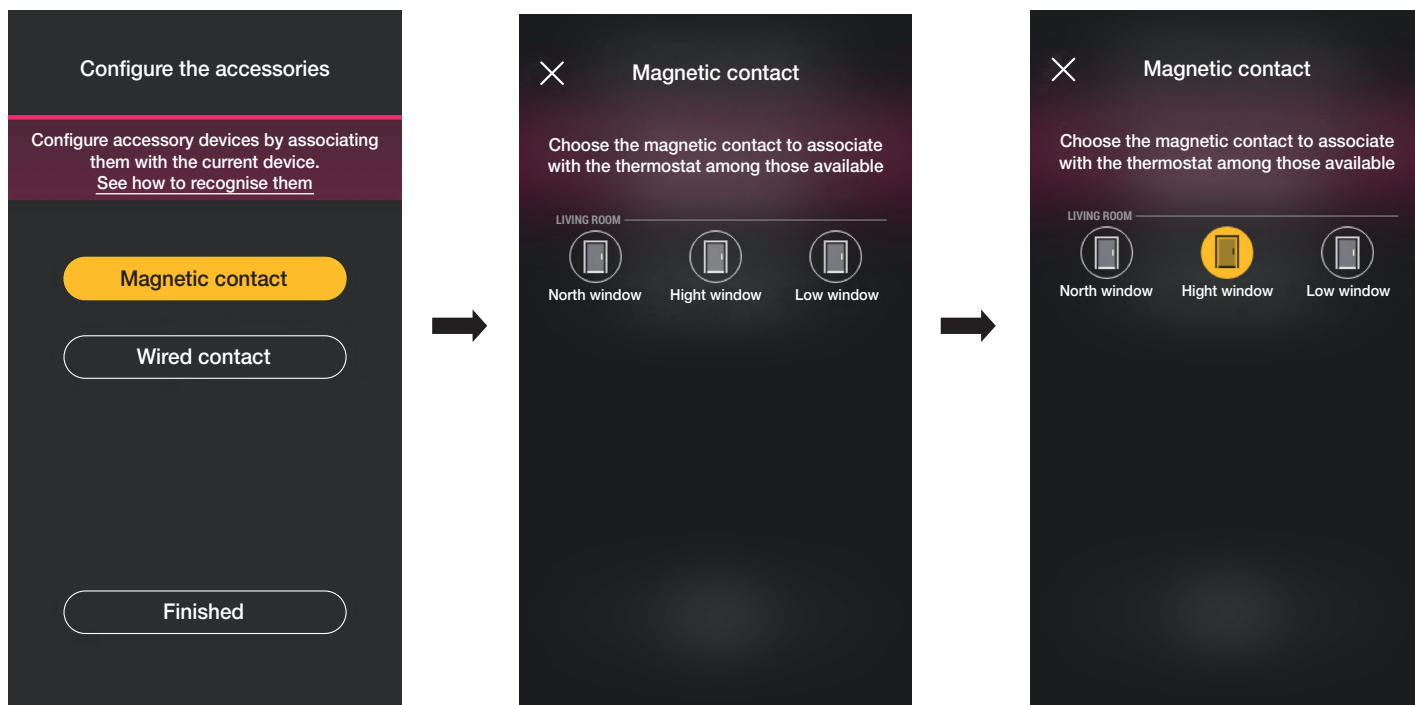 Configure the accessories
Configure accessory devices by associating
them with the current device.
See how to recognise them
Magnetic contact
Wired contact
Finished
Magnetic contact
Choose the magnetic contact to associate
with the thermostat among those available
LIVING ROOM
North window
Hight window
Low window
Magnetic contact
Choose the magnetic contact to associate
with the thermostat among those available
LIVING ROOM
North window
Hight window
Low window